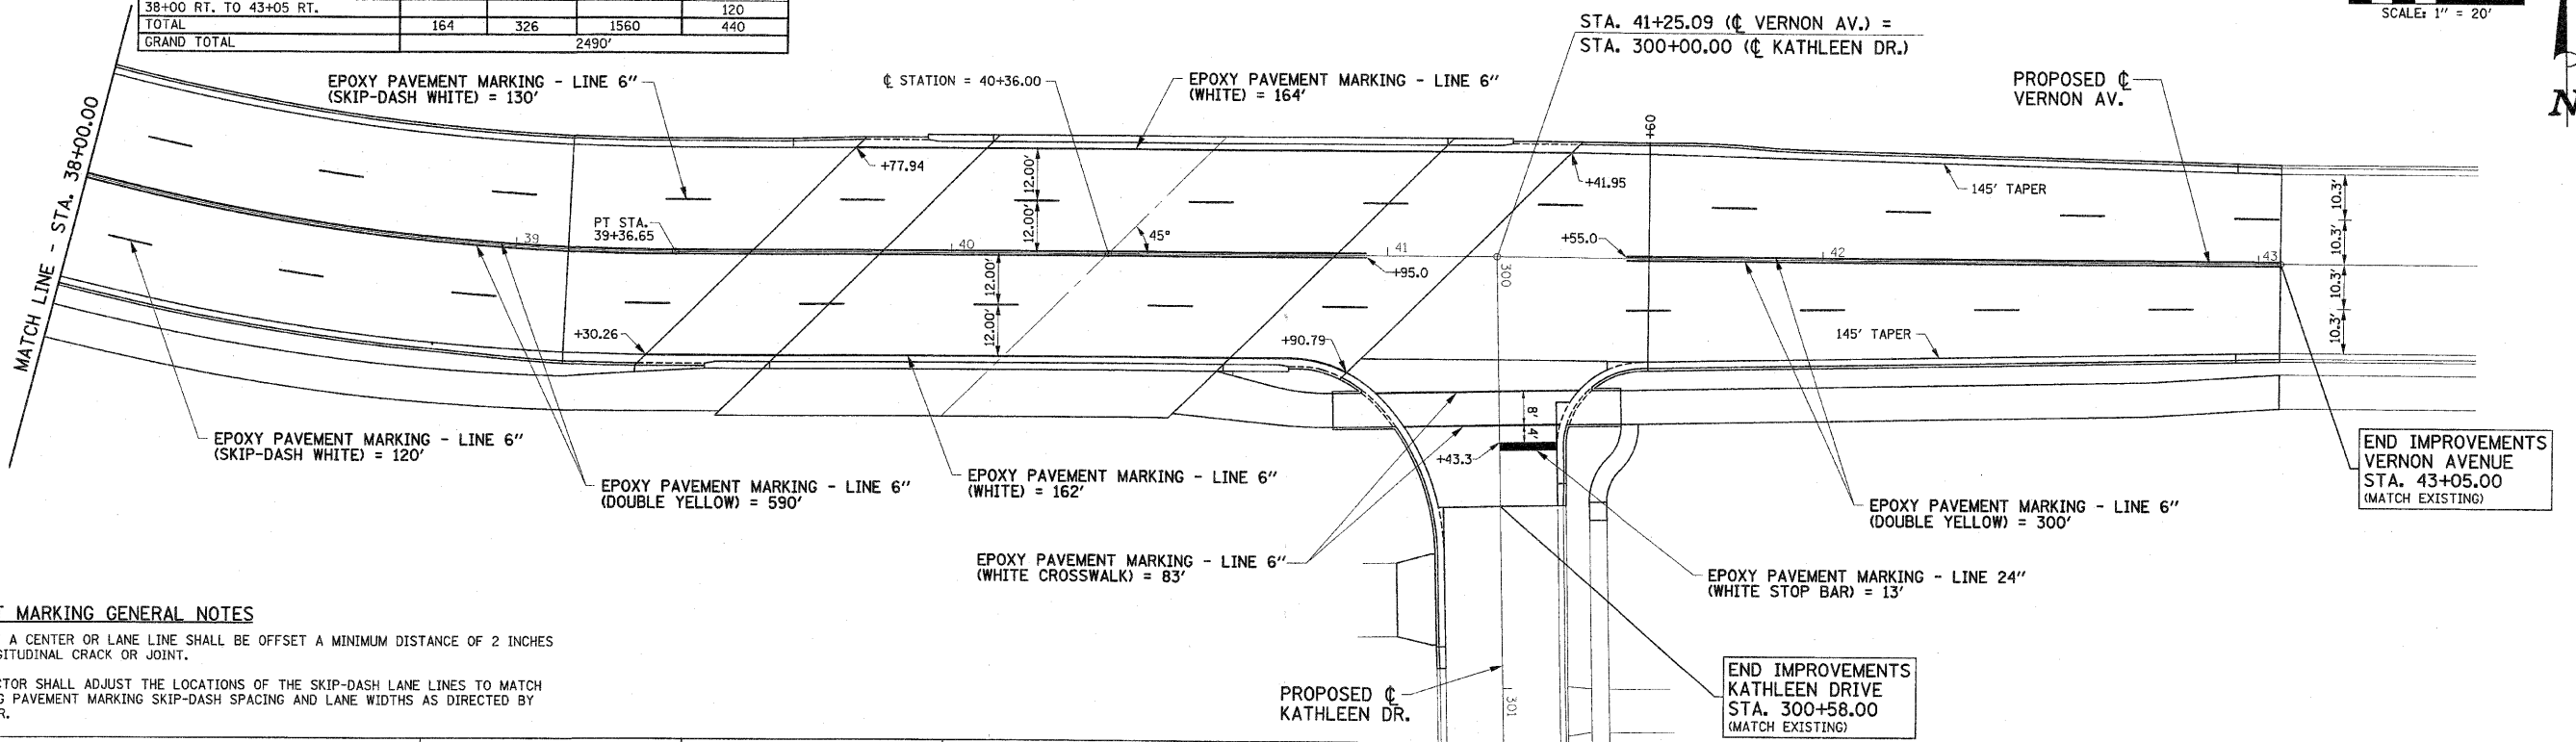 38+00 RT. TO 43+05 RT. 120
TOTAL 164 326 1560 440
GRAND TOTAL 2490'
SCALE: 1" = 20'
N
STA. 41+25.09 (℄ VERNON AV.) =
STA. 300+00.00 (℄ KATHLEEN DR.)
EPOXY PAVEMENT MARKING - LINE 6"
(SKIP-DASH WHITE) = 130'
℄ STATION = 40+36.00
EPOXY PAVEMENT MARKING - LINE 6"
(WHITE) = 164'
PROPOSED ℄
VERNON AV.
MATCH LINE - STA. 38+00.00
+60
+77.94
+41.95
12.00'
12.00'
145' TAPER
10.3'
10.3'
10.3'
10.3'
PT STA.
39+36.65
39
40
45°
41
+95.0
+55.0
42
43
300
12.00'
12.00'
+30.26
+90.79
145' TAPER
8'
4'
+43.3
EPOXY PAVEMENT MARKING - LINE 6"
(SKIP-DASH WHITE) = 120'
EPOXY PAVEMENT MARKING - LINE 6"
(DOUBLE YELLOW) = 590'
EPOXY PAVEMENT MARKING - LINE 6"
(WHITE) = 162'
EPOXY PAVEMENT MARKING - LINE 6"
(WHITE CROSSWALK) = 83'
EPOXY PAVEMENT MARKING - LINE 6"
(DOUBLE YELLOW) = 300'
EPOXY PAVEMENT MARKING - LINE 24"
(WHITE STOP BAR) = 13'
END IMPROVEMENTS
VERNON AVENUE
STA. 43+05.00
(MATCH EXISTING)
T MARKING GENERAL NOTES
A CENTER OR LANE LINE SHALL BE OFFSET A MINIMUM DISTANCE OF 2 INCHES
GITUDINAL CRACK OR JOINT.
CTOR SHALL ADJUST THE LOCATIONS OF THE SKIP-DASH LANE LINES TO MATCH
G PAVEMENT MARKING SKIP-DASH SPACING AND LANE WIDTHS AS DIRECTED BY
R.
PROPOSED ℄
KATHLEEN DR.
301
END IMPROVEMENTS
KATHLEEN DRIVE
STA. 300+58.00
(MATCH EXISTING)